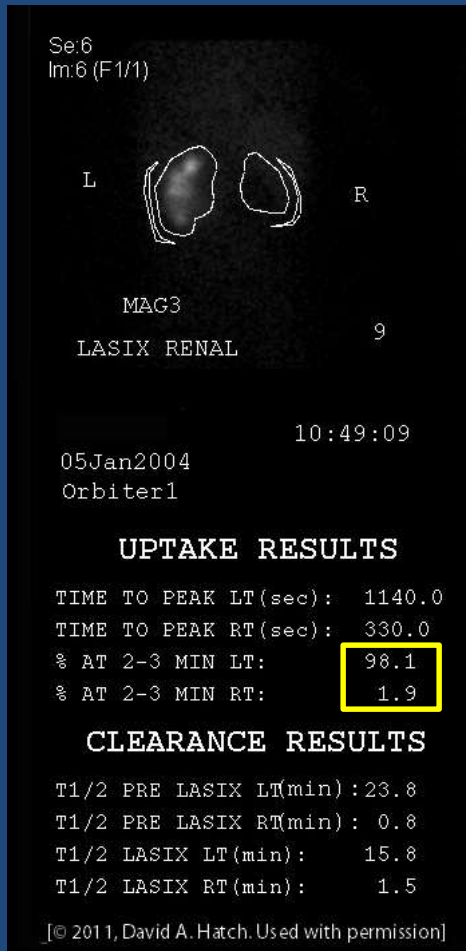 Se:6
Im:6 (F1/1)
L
R
MAG3
9
LASIX RENAL
10:49:09
05Jan2004
Orbiter1
UPTAKE RESULTS
TIME TO PEAK LT(sec): 1140.0
TIME TO PEAK RT(sec): 330.0
% AT 2-3 MIN LT: 98.1
% AT 2-3 MIN RT: 1.9
CLEARANCE RESULTS
T1/2 PRE LASIX LT(min):23.8
T1/2 PRE LASIX RT(min): 0.8
T1/2 LASIX LT(min): 15.8
T1/2 LASIX RT(min): 1.5
[© 2011, David A. Hatch. Used with permission]